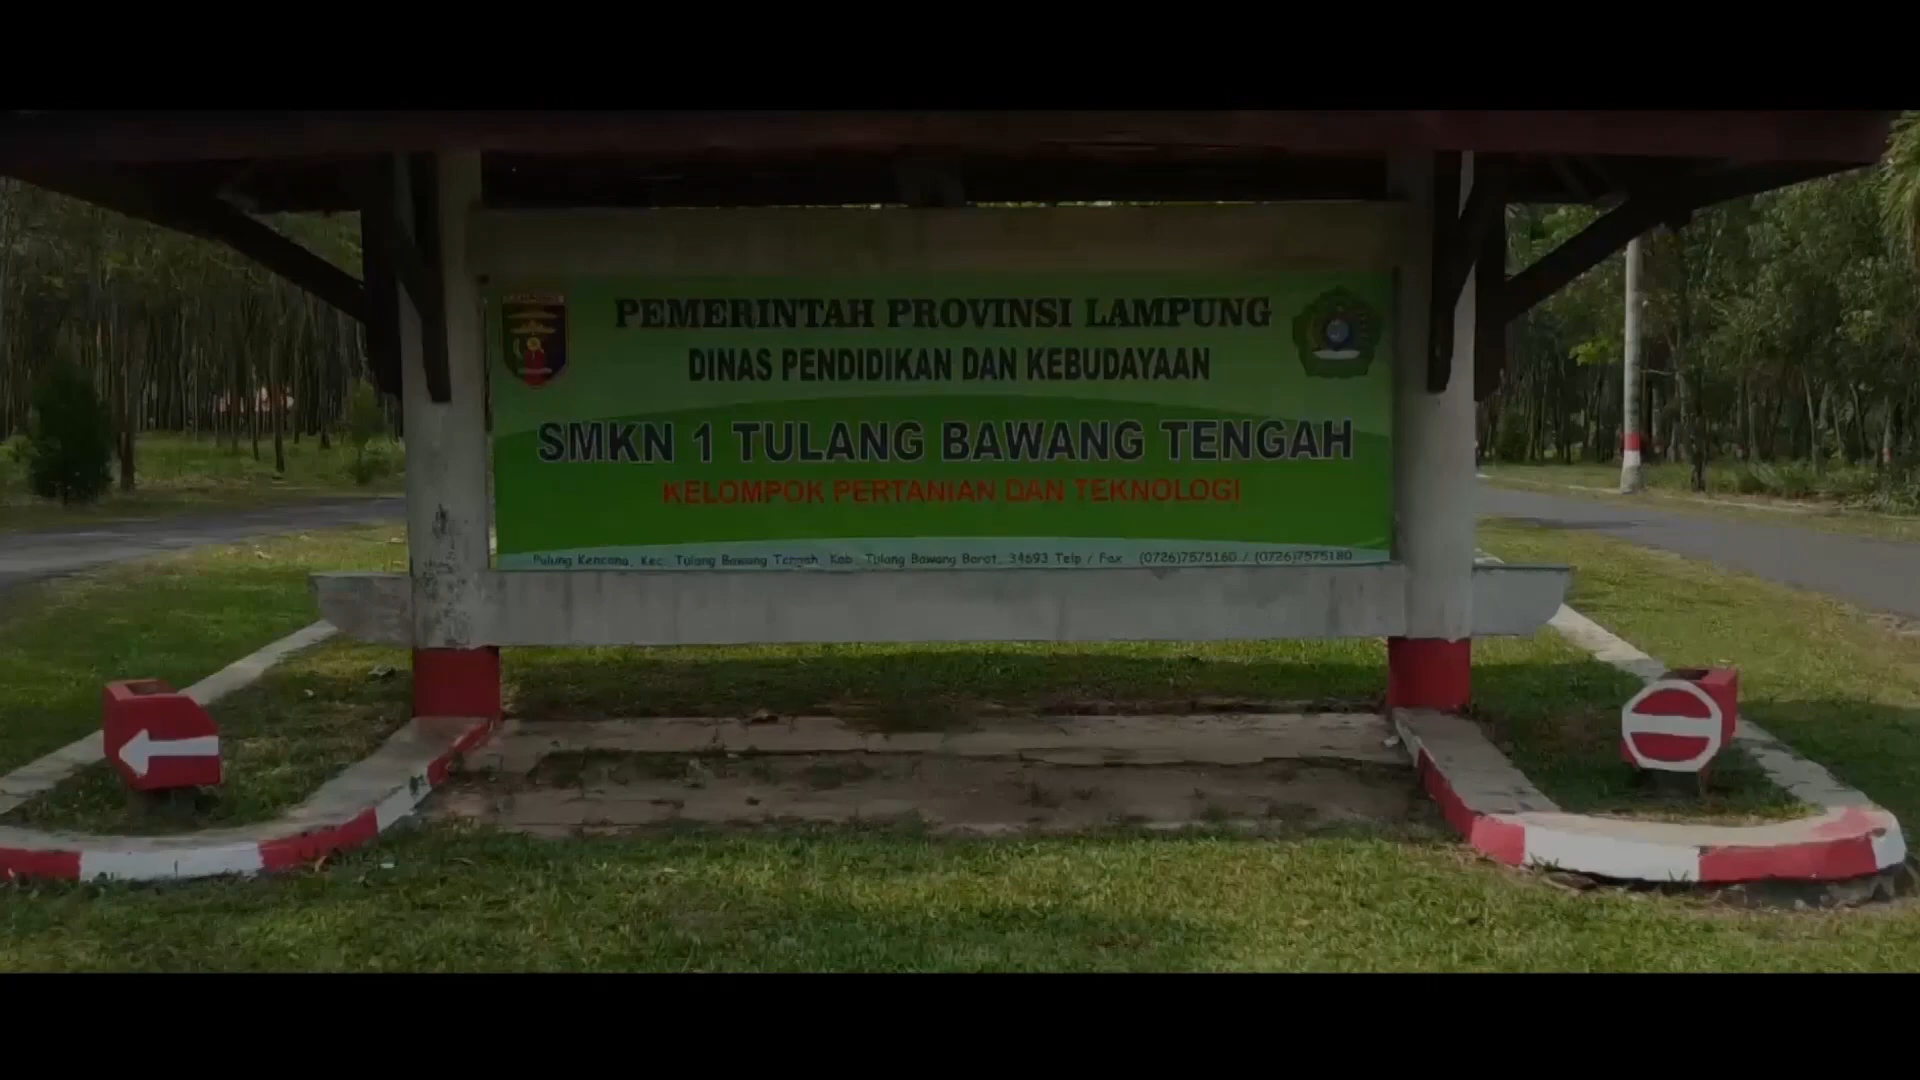 PEMERINTAH PROVINSI LAMPUNG
DINAS PENDIDIKAN DAN KEBUDAYAAN
SMKN 1 TULANG BAWANG TENGAH
KELOMPOK PERTANIAN DAN TEKNOLOGI
Pulung Kencana, Kec. Tulang Bawang Tengah, Kab. Tulang Bawang Barat, 34693 Telp / Fax (0726)7575160 / (0726)7575180